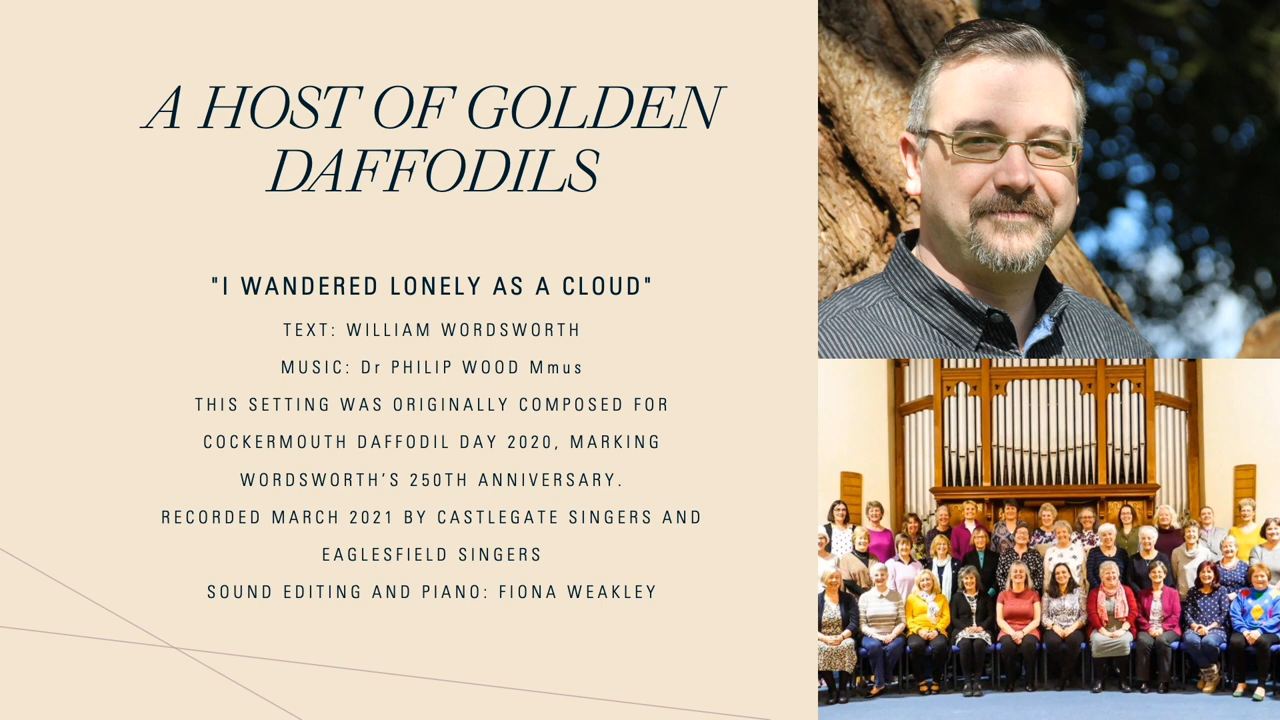 A HOST OF GOLDEN
DAFFODILS
"I WANDERED LONELY AS A CLOUD"
TEXT: WILLIAM WORDSWORTH
MUSIC: Dr PHILIP WOOD Mmus
THIS SETTING WAS ORIGINALLY COMPOSED FOR
COCKERMOUTH DAFFODIL DAY 2020, MARKING
WORDSWORTH'S 250TH ANNIVERSARY.
RECORDED MARCH 2021 BY CASTLEGATE SINGERS AND
EAGLESFIELD SINGERS
SOUND EDITING AND PIANO: FIONA WEAKLEY